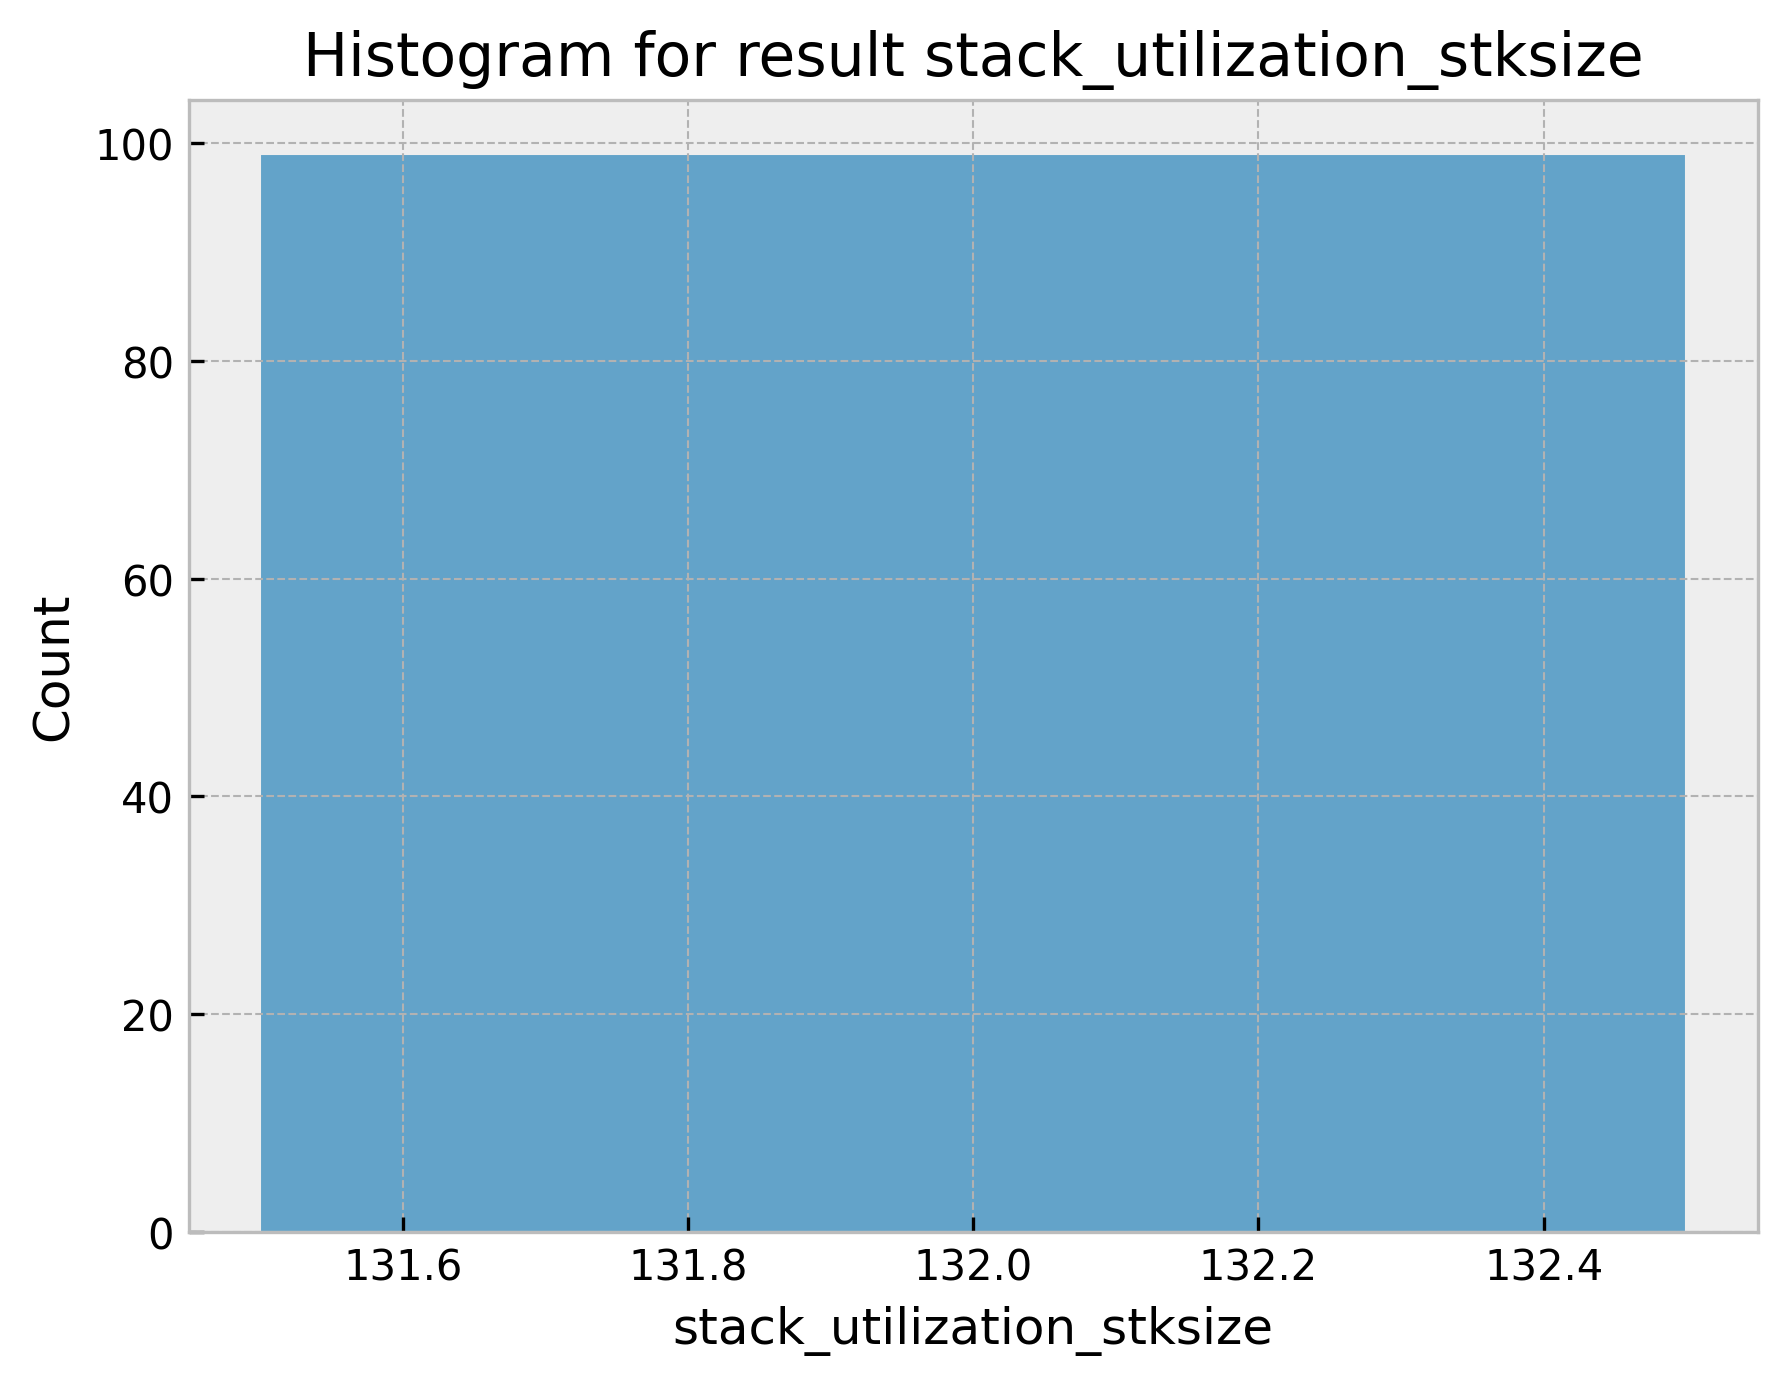 Histogram for result stack_utilization_stksize
100
80
60
40
20
0
Count
131.6 131.8 132.0 132.2 132.4
stack_utilization_stksize